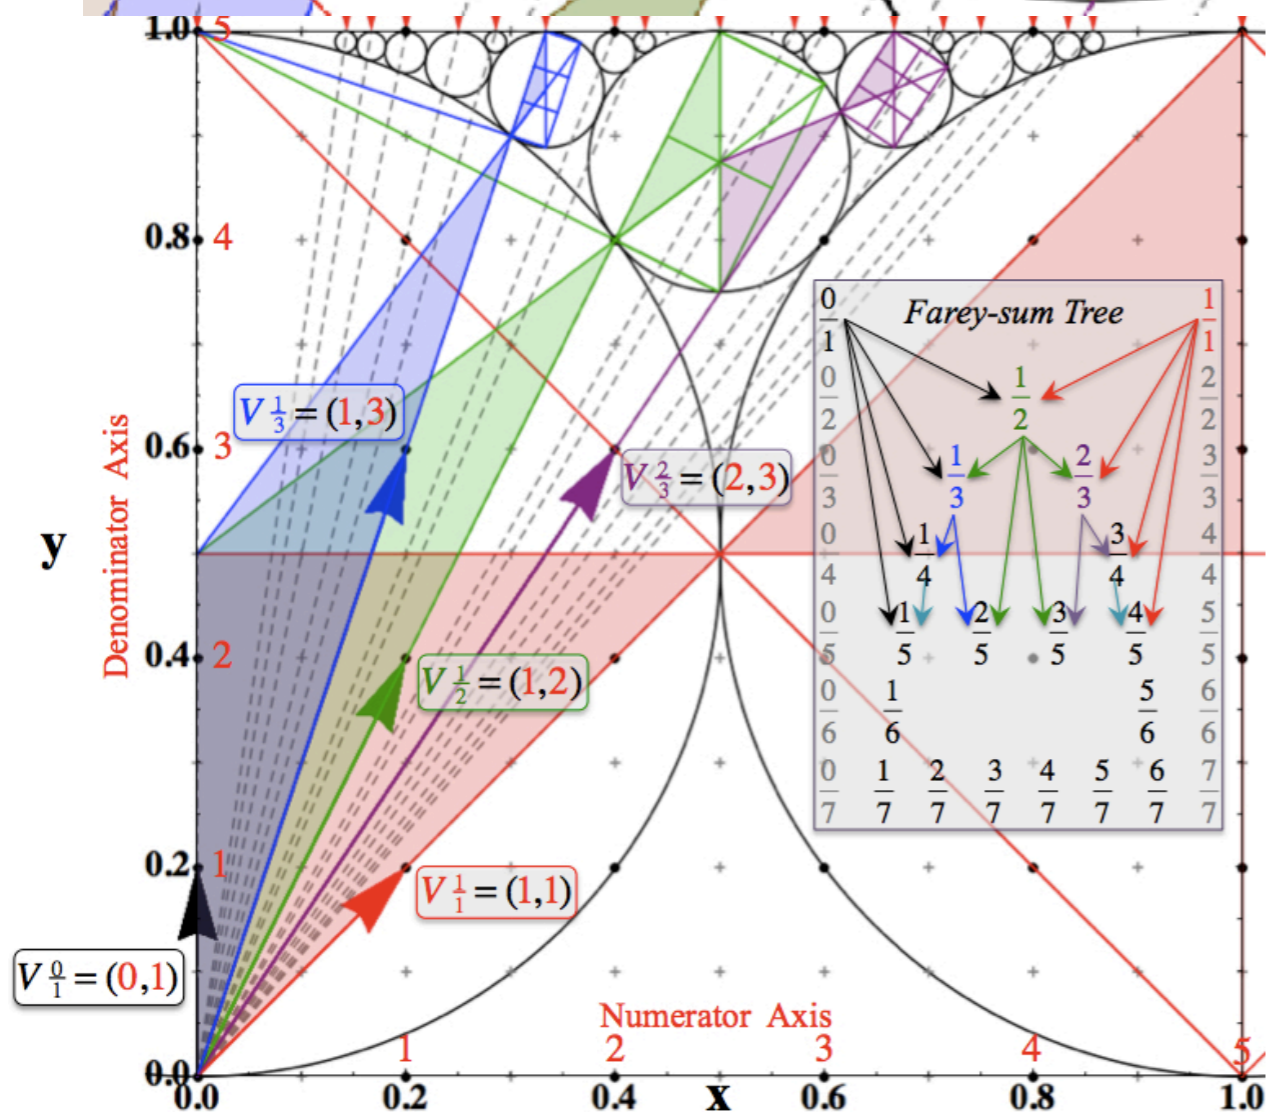 1.0 5
0.8 4
0.6 3
0.4 2
0.2 1
0.0
y
Denominator Axis
V 1/3 = (1,3)
V 2/3 = (2,3)
V 1/2 = (1,2)
V 1/1 = (1,1)
V 0/1 = (0,1)
Farey-sum Tree
0/1 1/1
0/2 1/2 2/2
0/3 1/3 2/3 3/3
0/4 1/4 3/4 4/4
0/5 1/5 2/5 3/5 4/5 5/5
0/6 1/6 5/6 6/6
0/7 1/7 2/7 3/7 4/7 5/7 6/7 7/7
Numerator Axis
1 2 3 4 5
0.0 0.2 0.4 x 0.6 0.8 1.0